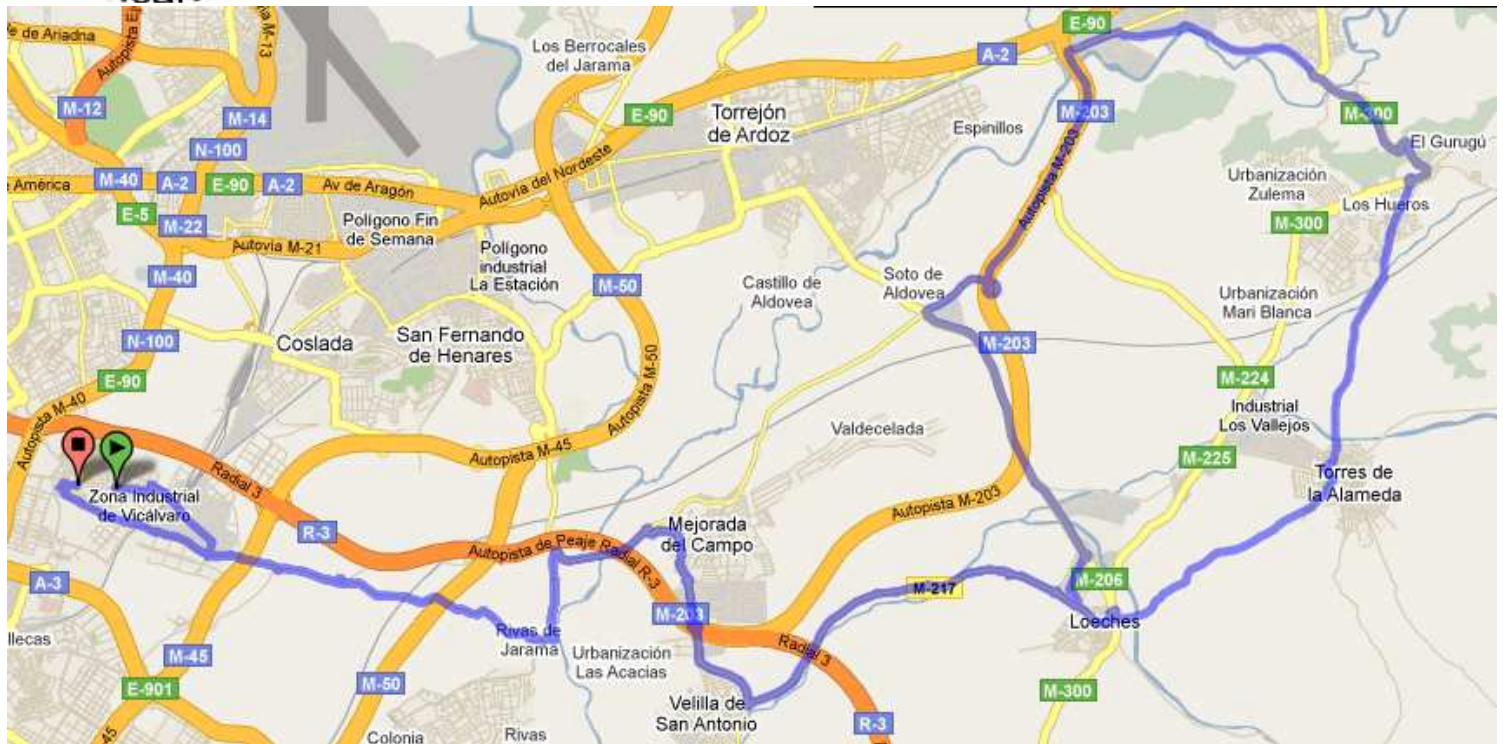 E-90
e de Ariadna
Autopista Ej
M-13
Los Berrocales
del Jarama
A-2
M-12
M-14
E-90
Torrejón
de Ardoz
M-203
M-300
N-100
Espinillos
El Gurugú
Autovía del Nordeste
Autopista M-203
América
M-40
A-2
E-90
A-2
Av de Aragón
Urbanización
Zulema
Los Hueros
E-5
M-22
Polígono Fin
de Semana
M-300
Autovia M-21
Polígono
industrial
La Estación
M-40
M-50
Castillo de
Aldovea
Soto de
Aldovea
Urbanización
Mari Blanca
N-100
Coslada
San Fernando
de Henares
M-203
E-90
Autopista M-50
M-224
Autopista M-40
Industrial
Los Vallejos
Valdecelada
Autopista M-45
M-225
Radial 3
Torres de
la Alameda
Zona Industrial
de Vicálvaro
Autopista M-203
R-3
Mejorada
del Campo
Autopista de Peaje Radial R-3
A-3
M-217
M-206
M-203
Loeches
llecas
Rivas de
Jarama
Urbanización
Las Acacias
Radial 3
M-45
M-50
E-901
M-300
Velilla de
San Antonio
R-3
45
Colonia
Rivas